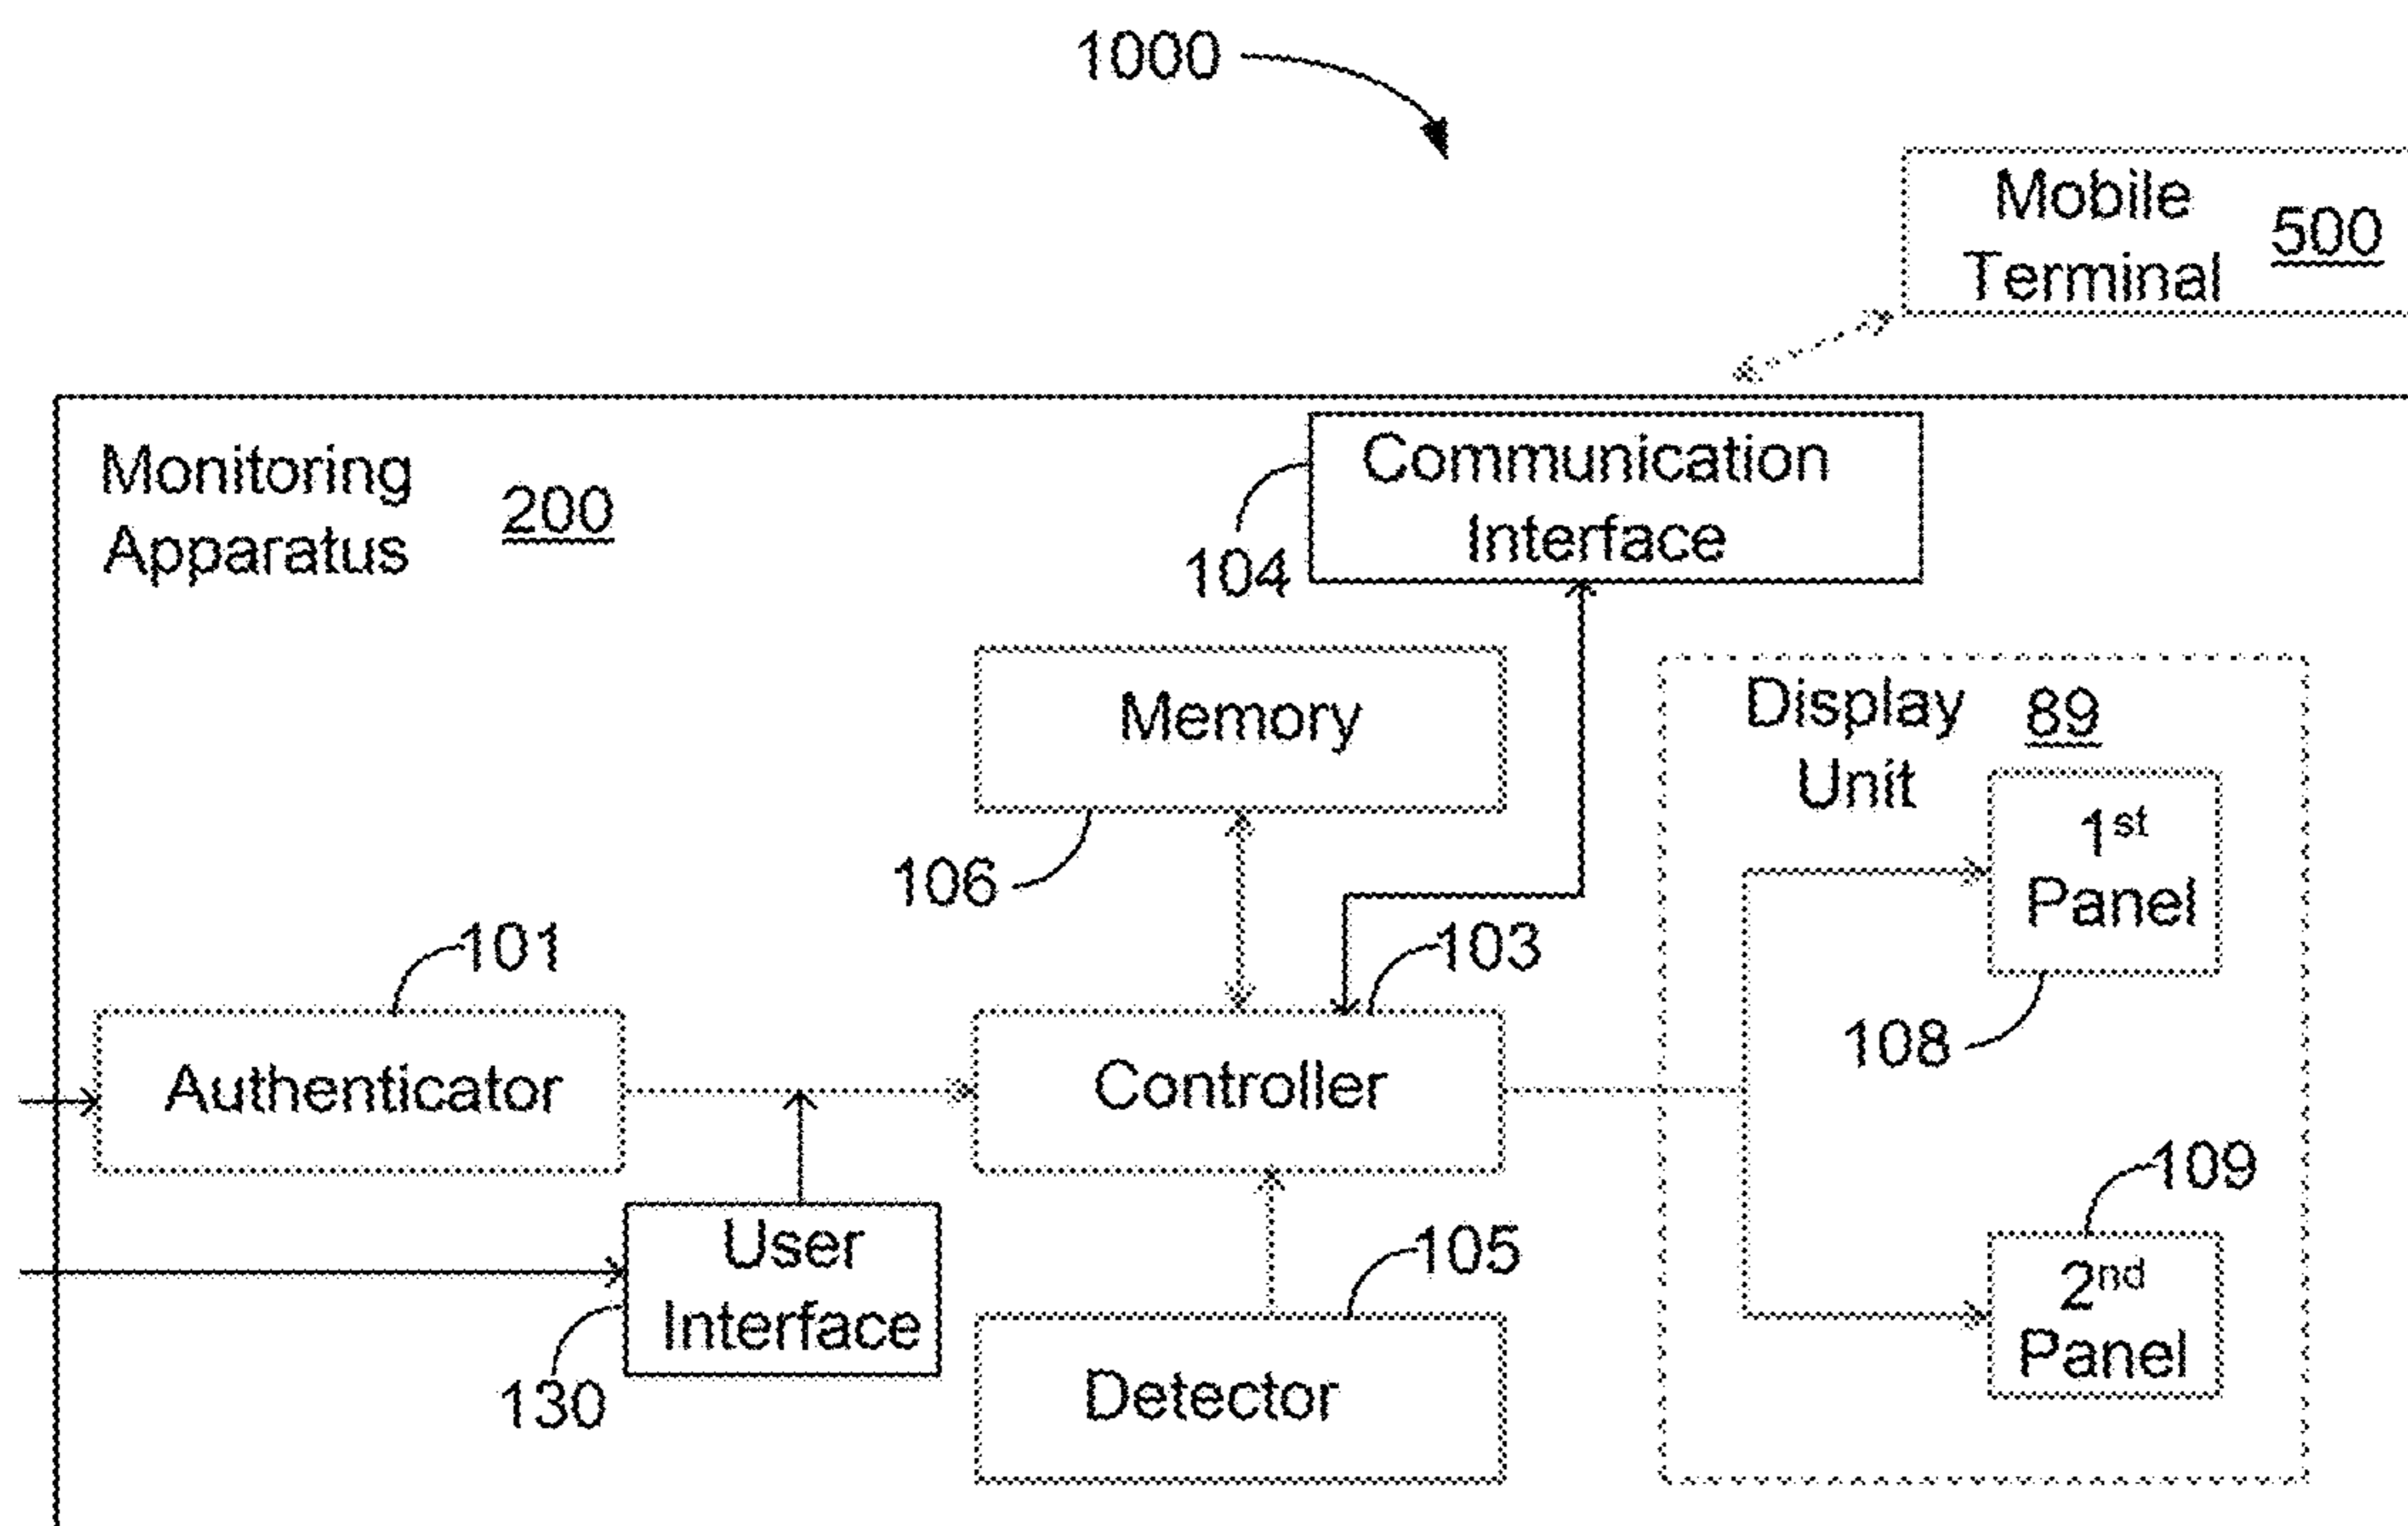 1000
Mobile
Terminal
500
Monitoring
Apparatus
200
Communication
Interface
104
Memory
106
Display
Unit
89
1st
Panel
108
101
103
Authenticator
Controller
109
2nd
Panel
User
Interface
130
105
Detector